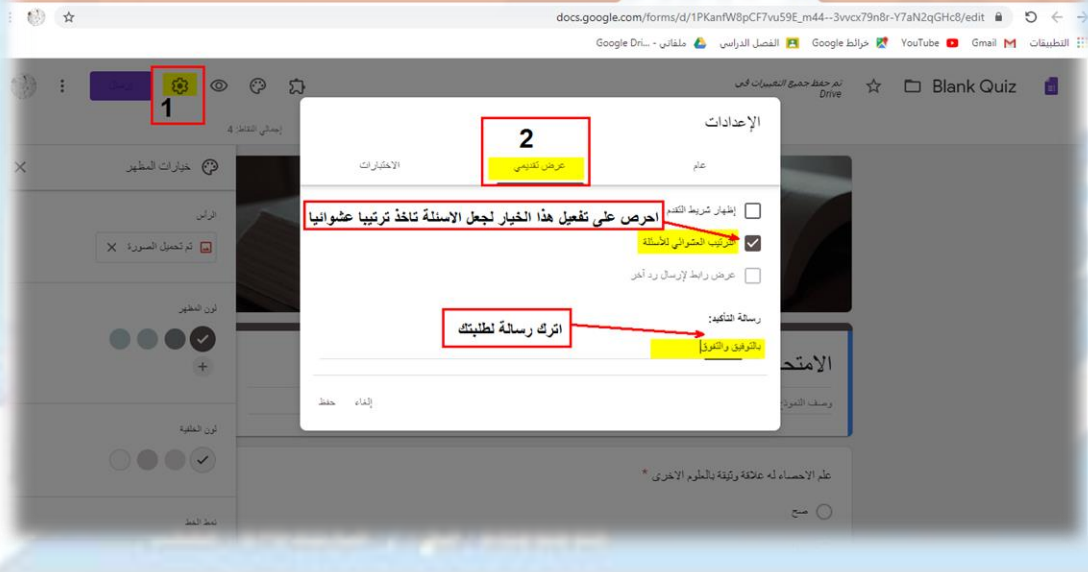 docs.google.com/forms/d/1PKanfW8pCF7vu59E_m44--3vvcx79n8r-Y7aN2qGHc8/edit
التطبيقات Gmail YouTube خرائط Google الفصل الدراسي ملفاتي - Google Dri...
Blank Quiz
تم حفظ جميع التغييرات في
Drive
إرسال
1
إجمالي النقاط: 4
الإعدادات
2
عام عرض تقديمي الاختبارات
إظهار شريط التقدم
احرص على تفعيل هذا الخيار لجعل الاسئلة تاخذ ترتيبا عشوائيا
الترتيب العشوائي للأسئلة
عرض رابط لإرسال رد آخر
رسالة التأكيد:
اترك رسالة لطلبتك
بالتوفيق والتفوق
إلغاء حفظ
خيارات المظهر
الرأس
تم تحميل الصورة
لون المظهر
لون الخلفية
نمط الخط
الامتح
وصف النموذ
علم الاحصاء له علاقة وثيقة بالعلوم الاخرى *
صح